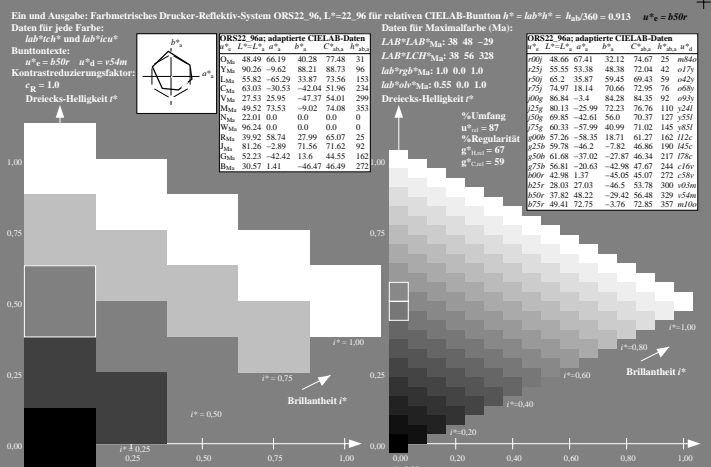 Ein und Ausgabe: Farbmetrisches Drucker-Reflektiv-System ORS22_96, L*=22_96 für relativen CIELAB-Buntton h* = lab*h* = h_ab/360 = 0.913 u*e = b50r
Daten für jede Farbe:
lab*tch* und lab*icu*
Bunttontexte:
u*e = b50r u*d = v54m
Kontrastreduzierungsfaktor:
cR = 1.0
Dreiecks-Helligkeit t*
b*a
a*a
ORS22_96a; adaptierte CIELAB-Daten
u*e L*=L*a a*a b*a C*ab,a h*ab,a
OMa 48.49 66.19 40.28 77.48 31
YMa 90.26 −9.62 88.21 88.73 96
LMa 55.82 −65.29 33.87 73.56 153
CMa 63.03 −30.53 −42.04 51.96 234
VMa 27.53 25.95 −47.37 54.01 299
MMa 49.52 73.53 −9.02 74.08 353
NMa 22.01 0.0 0.0 0.0 0
WMa 96.24 0.0 0.0 0.0 0
RMa 39.92 58.74 27.99 65.07 25
JMa 81.26 −2.89 71.56 71.62 92
GMa 52.23 −42.42 13.6 44.55 162
BMa 30.57 1.41 −46.47 46.49 272
1,00
0,75
0,50
0,25
0,00
i* = 1,00
i* = 0,75
i* = 0,50
i* = 0,25
Brillantheit i*
0,25
0,50
0,75
1,00
Daten für Maximalfarbe (Ma):
LAB*LAB*Ma: 38 48 −29
LAB*LCH*Ma: 38 56 328
lab*rgb*Ma: 1.0 0.0 1.0
lab*olv*Ma: 0.55 0.0 1.0
Dreiecks-Helligkeit t*
%Umfang
u*rel = 87
%Regularität
g*H,rel = 67
g*C,rel = 59
ORS22_96a; adaptierte CIELAB-Daten
u*e L*=L*a a*a b*a C*ab,a h*ab,a u*d
r00j 48.66 67.41 32.12 74.67 25 m84o
r25j 55.55 53.38 48.38 72.04 42 o17y
r50j 65.2 35.87 59.69 69.65 59 o42y
r75j 74.97 18.14 70.66 72.95 76 o68y
j00g 86.84 −3.4 84.28 84.35 92 o93y
j25g 80.13 −25.99 72.23 76.76 110 y24l
j50g 69.85 −42.61 56.0 70.37 127 y55l
j75g 60.33 −57.99 40.99 71.02 145 y85l
g00b 57.26 −58.35 18.71 61.27 162 l12c
g25b 59.78 −46.2 −7.82 46.86 190 l45c
g50b 61.68 −37.02 −27.87 46.34 217 l78c
g75b 56.81 −20.63 −42.98 47.67 244 c16v
b00r 42.98 1.37 −45.05 45.07 272 c58v
b25r 28.03 27.03 −46.5 53.78 300 v03m
b50r 37.82 48.22 −29.42 56.48 329 v54m
b75r 49.41 72.75 −3.76 72.85 357 m10o
1,00
0,75
0,50
0,25
0,00
i*=1,00
i*=0,80
i*=0,60
i*=0,40
i*=0,20
Brillantheit i*
0,00
0,25
0,50
0,75
1,00